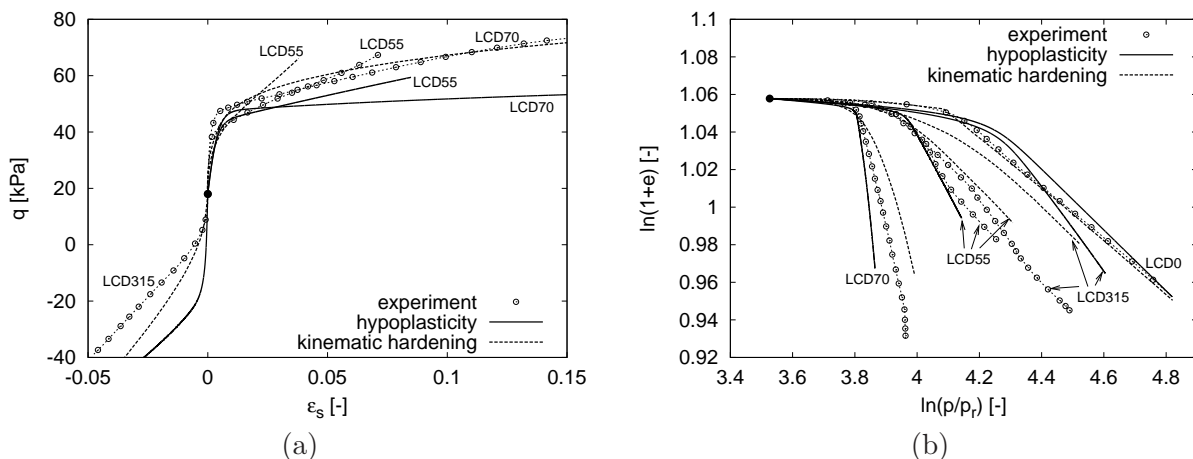 80
60
40
20
0
-20
-40
q [kPa]
-0.05
0
0.05
0.1
0.15
εs [-]
LCD55
LCD55
LCD70
LCD55
LCD70
LCD315
experiment
hypoplasticity
kinematic hardening
(a)
1.1
1.08
1.06
1.04
1.02
1
0.98
0.96
0.94
0.92
ln(1+e) [-]
3.4
3.6
3.8
4
4.2
4.4
4.6
4.8
ln(p/pr) [-]
experiment
hypoplasticity
kinematic hardening
LCD70
LCD55
LCD315
LCD0
(b)